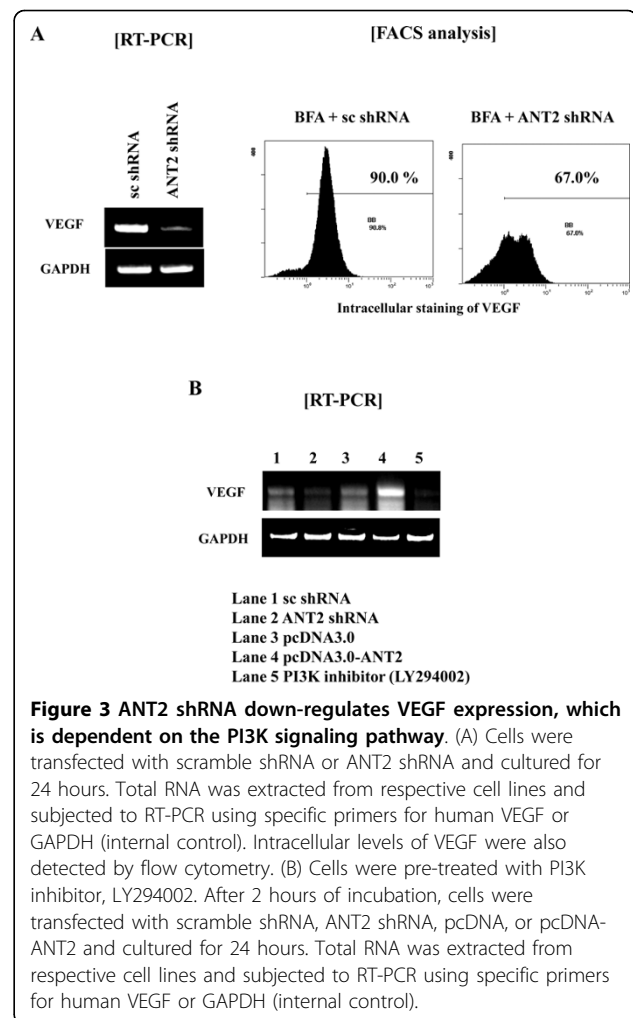 A
[RT-PCR]
[FACS analysis]
sc shRNA
ANT2 shRNA
VEGF
GAPDH
BFA + sc shRNA
BFA + ANT2 shRNA
90.0 %
67.0%
90.0%
67.0%
Intracellular staining of VEGF
B
[RT-PCR]
1 2 3 4 5
VEGF
GAPDH
Lane 1 sc shRNA
Lane 2 ANT2 shRNA
Lane 3 pcDNA3.0
Lane 4 pcDNA3.0-ANT2
Lane 5 PI3K inhibitor (LY294002)
Figure 3 ANT2 shRNA down-regulates VEGF expression, which
is dependent on the PI3K signaling pathway. (A) Cells were
transfected with scramble shRNA or ANT2 shRNA and cultured for
24 hours. Total RNA was extracted from respective cell lines and
subjected to RT-PCR using specific primers for human VEGF or
GAPDH (internal control). Intracellular levels of VEGF were also
detected by flow cytometry. (B) Cells were pre-treated with PI3K
inhibitor, LY294002. After 2 hours of incubation, cells were
transfected with scramble shRNA, ANT2 shRNA, pcDNA, or pcDNA-
ANT2 and cultured for 24 hours. Total RNA was extracted from
respective cell lines and subjected to RT-PCR using specific primers
for human VEGF or GAPDH (internal control).